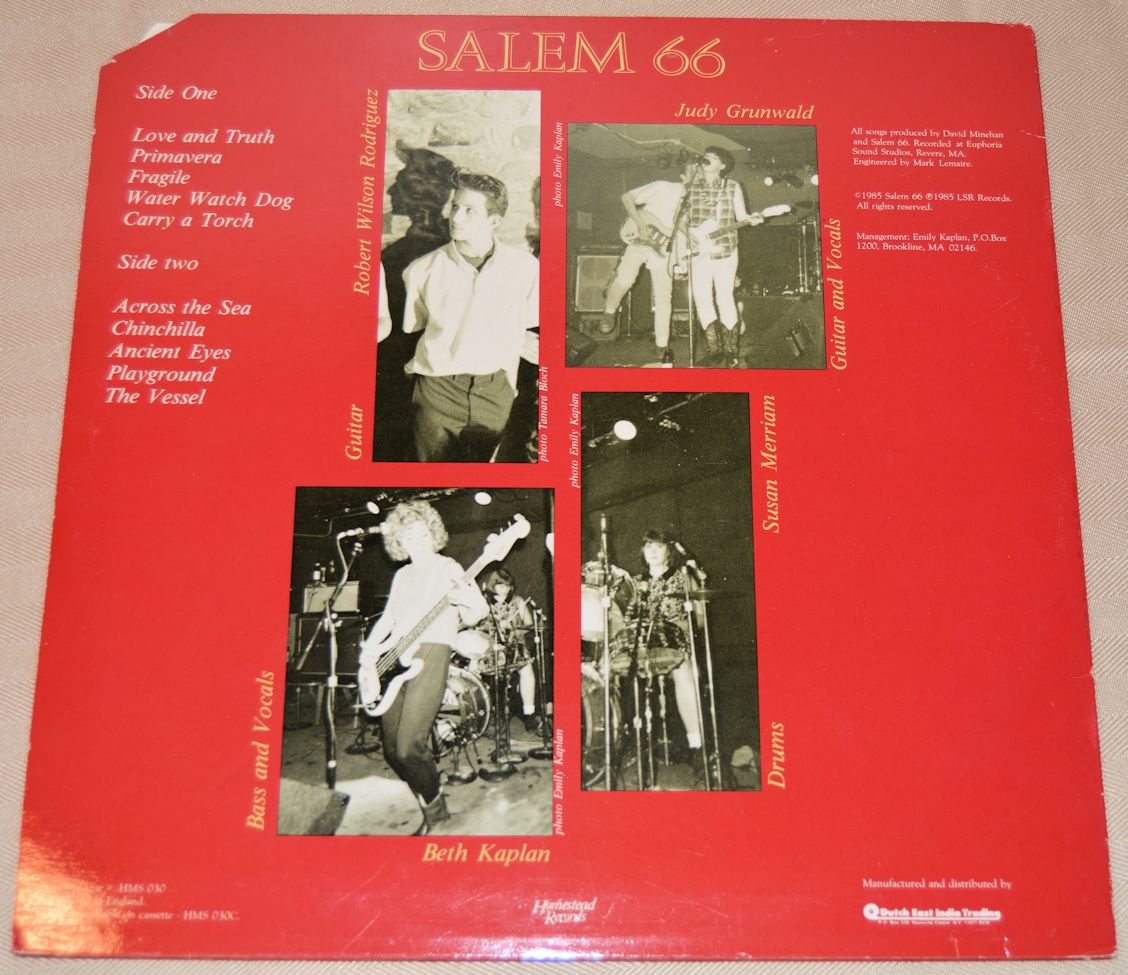 SALEM 66
Side One
Love and Truth
Primavera
Fragile
Water Watch Dog
Carry a Torch
Side two
Across the Sea
Chinchilla
Ancient Eyes
Playground
The Vessel
Robert Wilson Rodriguez
Guitar
photo Tamara Bloch
Judy Grunwald
photo Emily Kaplan
Guitar and Vocals
All songs produced by David Minehan
and Salem 66. Recorded at Euphoria
Sound Studios, Revere, MA.
Engineered by Mark Lemaire.
©1985 Salem 66 ℗1985 LSR Records.
All rights reserved.
Management: Emily Kaplan, P.O.Box
1200, Brookline, MA 02146.
photo Emily Kaplan
Susan Merriam
Drums
Bass and Vocals
photo Emily Kaplan
Beth Kaplan
HMS 030
England.
on cassette - HMS 030C.
Homestead
Records
Manufactured and distributed by
Dutch East India Trading